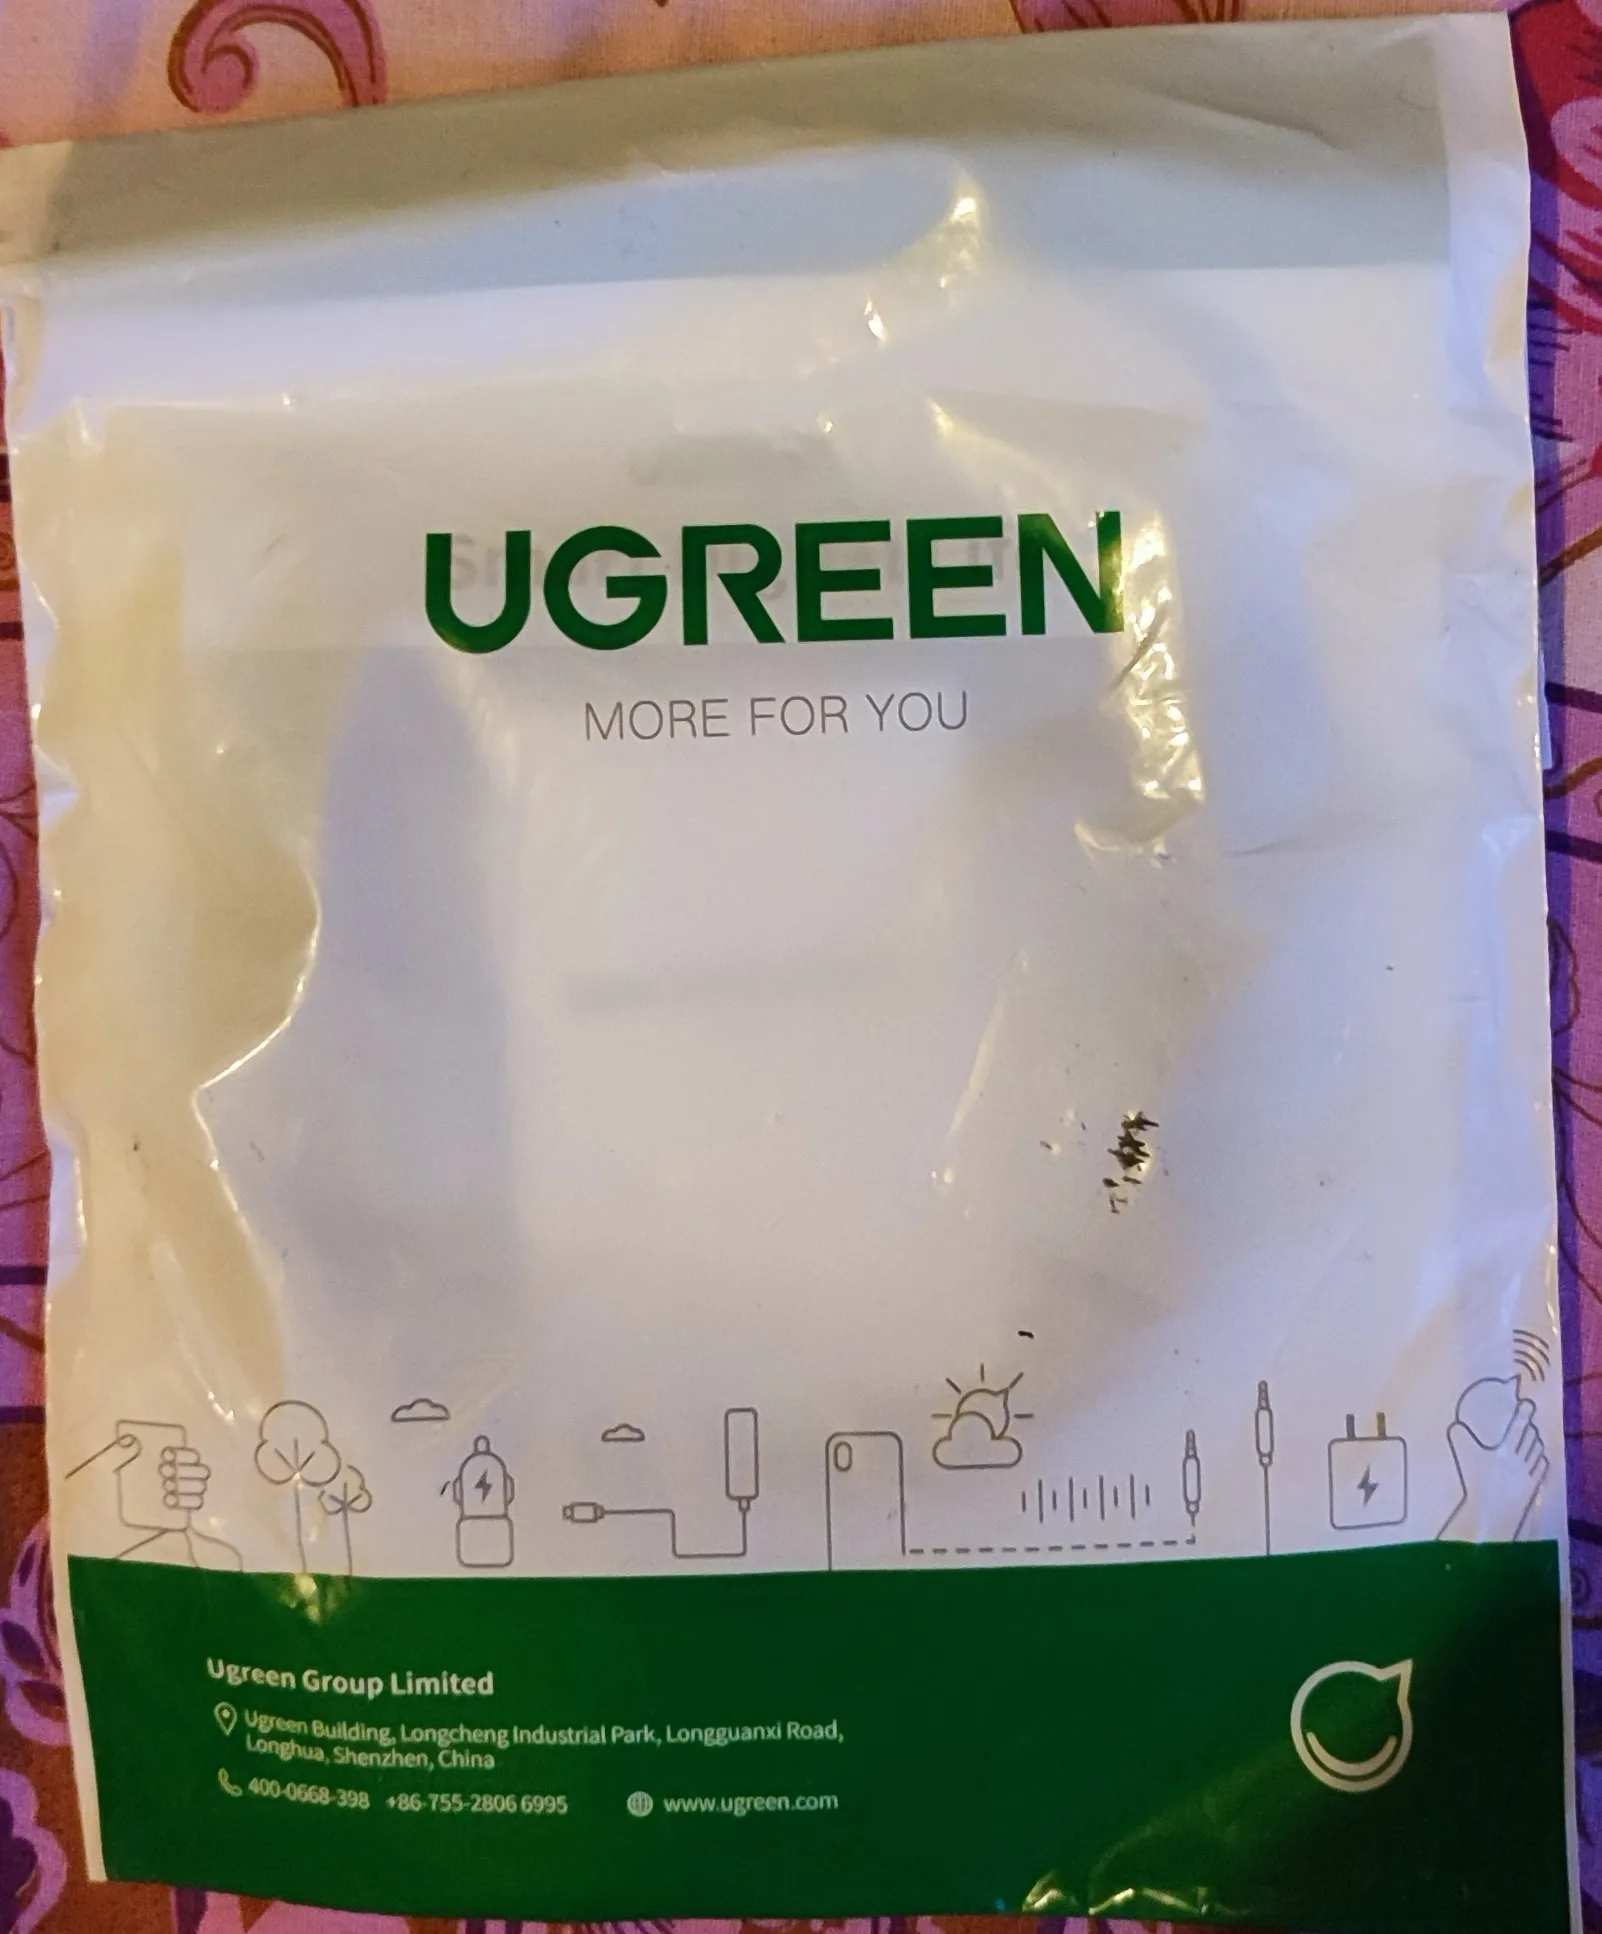 UGREEN
MORE FOR YOU
Ugreen Group Limited
Ugreen Building, Longcheng Industrial Park, Longguanxi Road,
Longhua, Shenzhen, China
400-0668-398 +86-755-2806 6995 www.ugreen.com